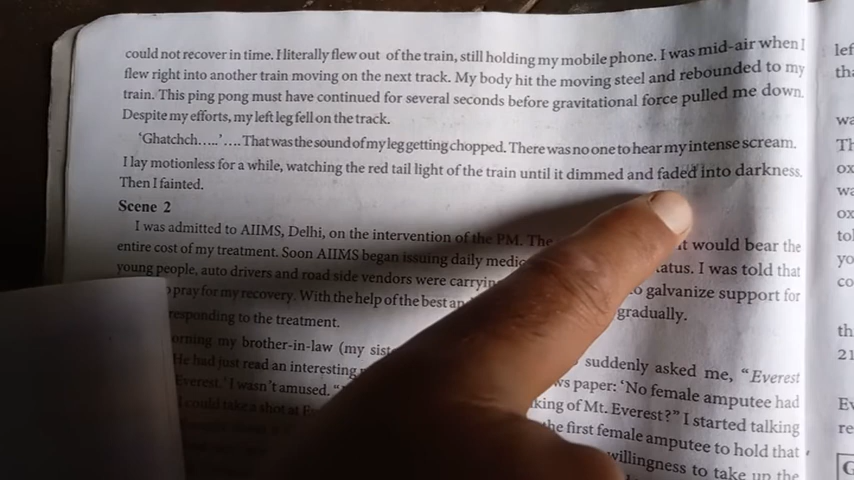 could not recover in time. I literally flew out of the train, still holding my mobile phone. I was mid-air when I
flew right into another train moving on the next track. My body hit the moving steel and rebounded to my
train. This ping pong must have continued for several seconds before gravitational force pulled me down.
Despite my efforts, my left leg fell on the track.
'Ghatchch…..' …. That was the sound of my leg getting chopped. There was no one to hear my intense scream.
I lay motionless for a while, watching the red tail light of the train until it dimmed and faded into darkness.
Then I fainted.
Scene 2
I was admitted to AIIMS, Delhi, on the intervention of the PM. The would bear the
entire cost of my treatment. Soon AIIMS began issuing daily I was told that
young people, auto drivers and road side vendors were to galvanize support for
pray for my recovery. With the help of the best gradually.
responding to the treatment.
my brother-in-law (my suddenly asked me, "Everest
He had just read an interesting paper: 'No female amputee had
Everest.' I wasn't amused. of Mt. Everest?" I started talking
could take a shot at the first female amputee to hold that
willingness to take up the